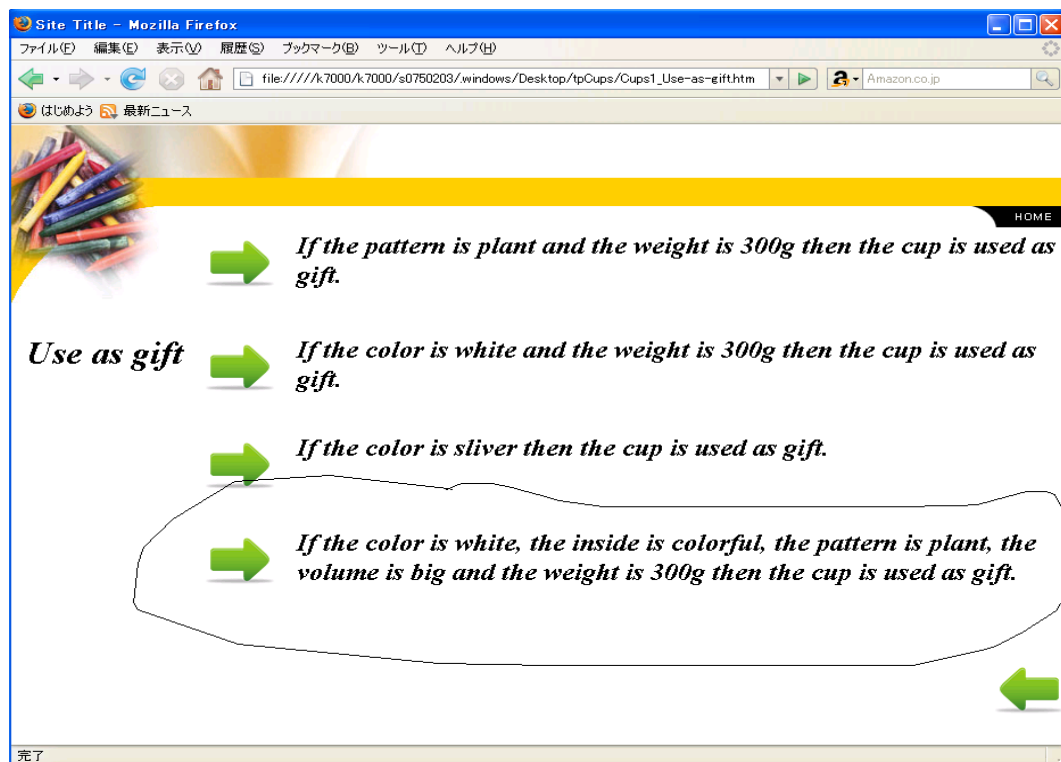 Site Title - Mozilla Firefox
ファイル(F) 編集(E) 表示(V) 履歴(S) ブックマーク(B) ツール(T) ヘルプ(H)
file://///k7000/k7000/s0750203/.windows/Desktop/tpCups/Cups1_Use-as-gift.htm
Amazon.co.jp
はじめよう 最新ニュース
HOME
If the pattern is plant and the weight is 300g then the cup is used as
gift.
Use as gift
If the color is white and the weight is 300g then the cup is used as
gift.
If the color is sliver then the cup is used as gift.
If the color is white, the inside is colorful, the pattern is plant, the
volume is big and the weight is 300g then the cup is used as gift.
完了